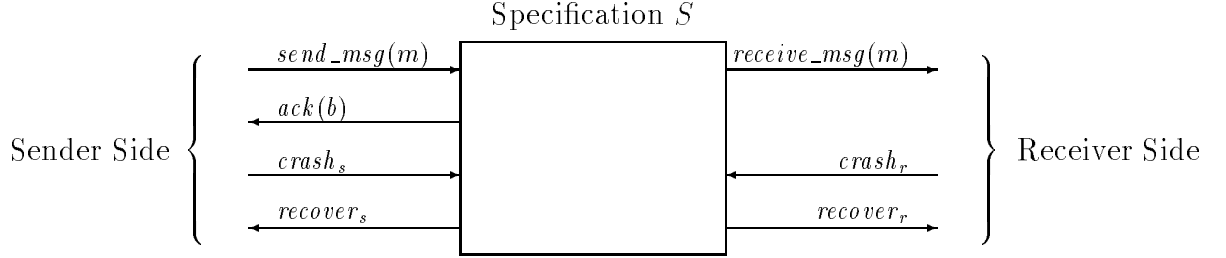 Specification S
send_msg(m)
receive_msg(m)
ack(b)
Sender Side
Receiver Side
crash_s
crash_r
recover_s
recover_r